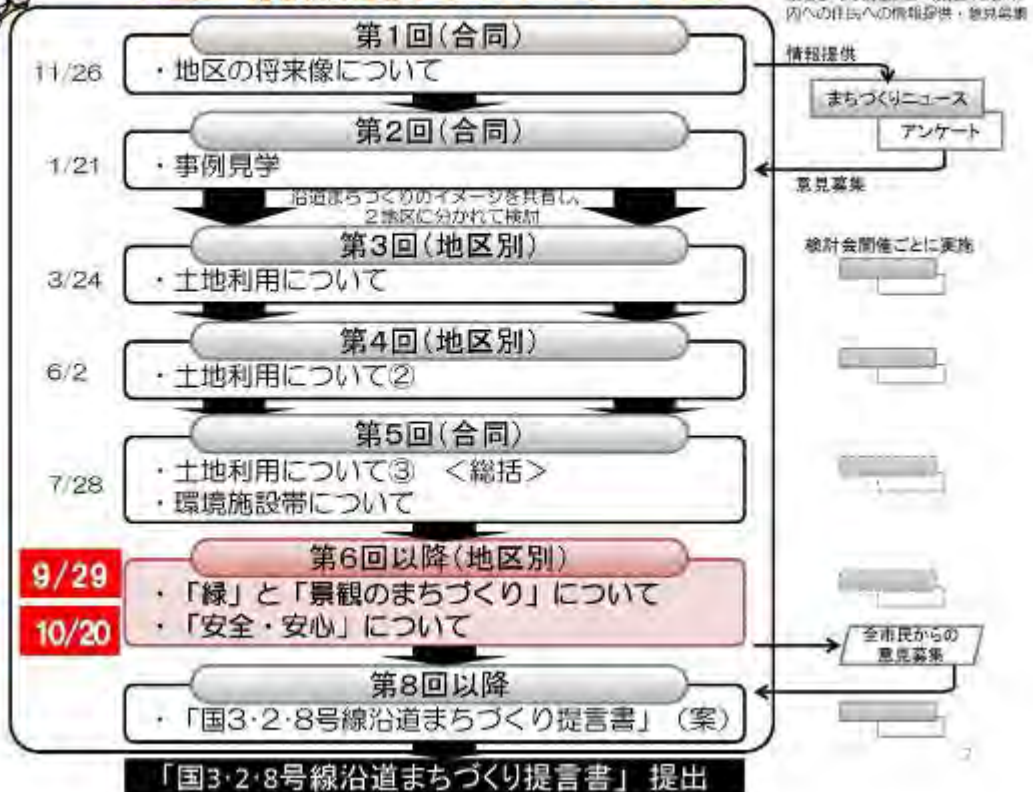 内への住民への情報提供・意見募集
第1回(合同)
11/26
・地区の将来像について
情報提供
まちづくりニュース
アンケート
意見募集
第2回(合同)
1/21
・事例見学
沿道まちづくりのイメージを共有し、
2地区に分かれて検討
検討会開催ごとに実施
第3回(地区別)
3/24
・土地利用について
第4回(地区別)
6/2
・土地利用について②
第5回(合同)
7/28
・土地利用について③ <総括>
・環境施設帯について
第6回以降(地区別)
9/29
10/20
・「緑」と「景観のまちづくり」について
・「安全・安心」について
全市民からの
意見募集
第8回以降
・「国3・2・8号線沿道まちづくり提言書」(案)
「国3・2・8号線沿道まちづくり提言書」 提出
7